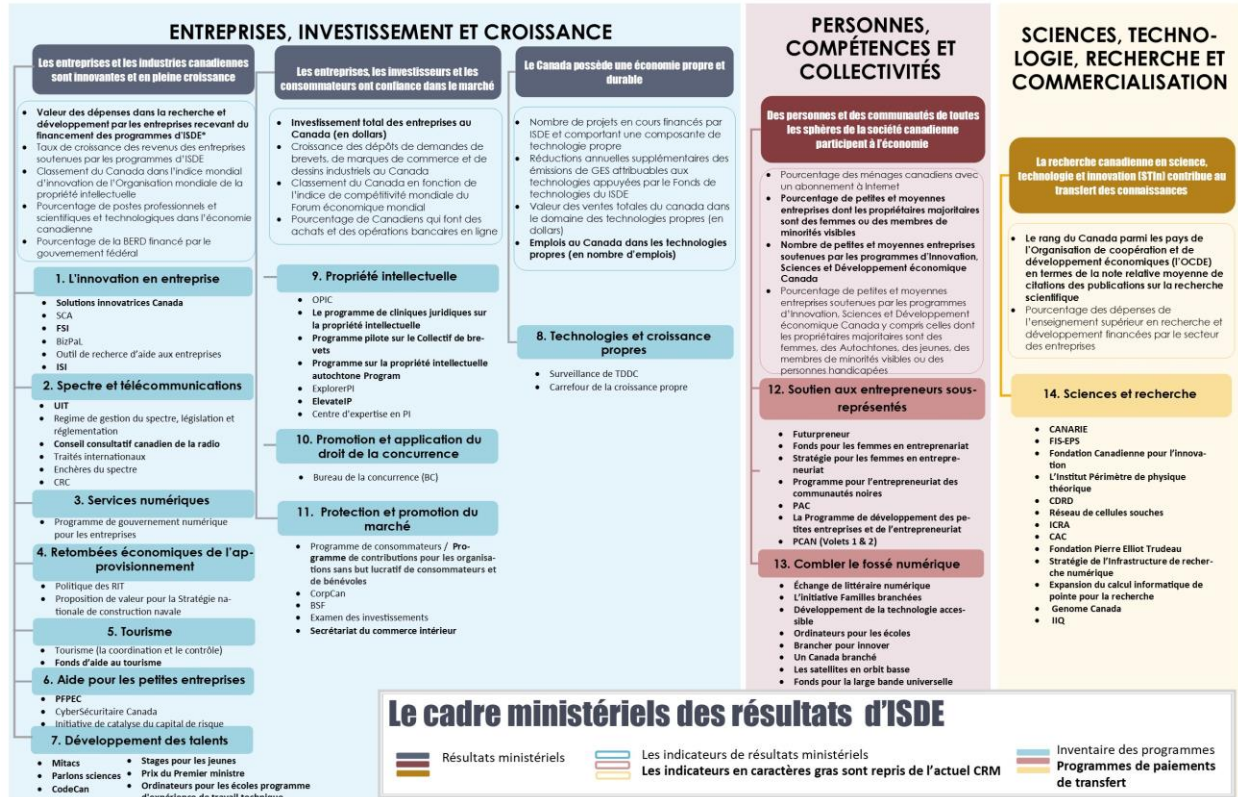 ENTREPRISES, INVESTISSEMENT ET CROISSANCE
Les entreprises et les industries canadiennes
sont innovantes et en pleine croissance
• Valeur des dépenses dans la recherche et
développement par les entreprises recevant du
financement des programmes d'ISDE*
• Taux de croissance des revenus des entreprises
soutenues par les programmes d'ISDE
• Classement du Canada dans l'indice mondial
d'innovation de l'Organisation mondiale de la
propriété intellectuelle
• Pourcentage de postes professionnels et
scientifiques et technologiques dans l'économie
canadienne
• Pourcentage de la BERD financé par le
gouvernement fédéral
1. L'innovation en entreprise
• Solutions innovatrices Canada
• SCA
• FSI
• BizPaL
• Outil de recherce d'aide aux entreprises
• ISI
2. Spectre et télécommunications
• UIT
• Regime de gestion du spectre, législation et
réglementation
• Conseil consultatif canadien de la radio
• Traités internationaux
• Enchères du spectre
• CRC
3. Services numériques
• Programme de gouvernement numérique
pour les entreprises
4. Retombées économiques de l'ap-
provisionnement
• Politique des RIT
• Proposition de valeur pour la Stratégie na-
tionale de construction navale
5. Tourisme
• Tourisme (la coordination et le contrôle)
• Fonds d'aide au tourisme
6. Aide pour les petites entreprises
• PFPEC
• CyberSécuritaire Canada
• Initiative de catalyse du capital de risque
7. Développement des talents
• Mitacs
• Parlons sciences
• CodeCan
• Stages pour les jeunes
• Prix du Premier ministre
• Ordinateurs pour les écoles programme
d'expérience de travail technique
Les entreprises, les investisseurs et les
consommateurs ont confiance dans le marché
• Investissement total des entreprises au
Canada (en dollars)
• Croissance des dépôts de demandes de
brevets, de marques de commerce et de
dessins industriels au Canada
• Classement du Canada en fonction de
l'indice de compétitivité mondiale du
Forum économique mondial
• Pourcentage de Canadiens qui font des
achats et des opérations bancaires en ligne
9. Propriété intellectuelle
• OPIC
• Le programme de cliniques juridiques sur
la propriété intellectuelle
• Programme pilote sur le Collectif de bre-
vets
• Programme sur la propriété intellectuelle
autochtone Program
• ExplorerPI
• ElevateIP
• Centre d'expertise en PI
10. Promotion et application du
droit de la concurrence
• Bureau de la concurrence (BC)
11. Protection et promotion du
marché
• Programme de consommateurs / Pro-
gramme de contributions pour les organisa-
tions sans but lucratif de consommateurs et
de bénévoles
• CorpCan
• BSF
• Examen des investissements
• Secrétariat du commerce intérieur
Le Canada possède une économie propre et
durable
• Nombre de projets en cours financés par
ISDE et comportant une composante de
technologie propre
• Réductions annuelles supplémentaires des
émissions de GES attribuables aux
technologies appuyées par le Fonds de
technologies du ISDE
• Valeur des ventes totales du canada dans
le domaine des technologies propres (en
dollars)
• Emplois au Canada dans les technologies
propres (en nombre d'emplois)
8. Technologies et croissance
propres
• Surveillance de TDDC
• Carrefour de la croissance propre
PERSONNES,
COMPÉTENCES ET
COLLECTIVITÉS
Des personnes et des communautés de toutes
les sphères de la société canadienne
participent à l'économie
• Pourcentage des ménages canadiens avec
un abonnement à Internet
• Pourcentage de petites et moyennes
entreprises dont les propriétaires majoritaires
sont des femmes ou des membres de
minorités visibles
• Nombre de petites et moyennes entreprises
soutenues par les programmes d'Innovation,
Sciences et Développement économique
Canada
• Pourcentage de petites et moyennes
entreprises soutenues par les programmes
d'Innovation, Sciences et Développement
économique Canada y compris celles dont
les propriétaires majoritaires sont des
femmes, des Autochtones, des jeunes, des
membres de minorités visibles ou des
personnes handicapées
12. Soutien aux entrepreneurs sous-
représentés
• Futurpreneur
• Fonds pour les femmes en entreprenariat
• Stratégie pour les femmes en entrepre-
neuriat
• Programme pour l'entrepreneuriat des
communautés noires
• PAC
• La Programme de développement des pe-
tites entreprises et de l'entrepreneuriat
• PCAN (Volets 1 & 2)
13. Combler le fossé numérique
• Échange de littéraire numérique
• L'initiative Familles branchées
• Développement de la technologie acces-
sible
• Ordinateurs pour les écoles
• Brancher pour innover
• Un Canada branché
• Les satellites en orbit basse
• Fonds pour la large bande universelle
SCIENCES, TECHNO-
LOGIE, RECHERCHE ET
COMMERCIALISATION
La recherche canadienne en science,
technologie et innovation (STIn) contribue au
transfert des connaissances
• Le rang du Canada parmi les pays de
l'Organisation de coopération et de
développement économiques (l'OCDE)
en termes de la note relative moyenne de
citations des publications sur la recherche
scientifique
• Pourcentage des dépenses de
l'enseignement supérieur en recherche et
développement financées par le secteur
des entreprises
14. Sciences et recherche
• CANARIE
• FIS-EPS
• Fondation Canadienne pour l'innova-
tion
• L'Institut Périmètre de physique
théorique
• CDRD
• Réseau de cellules souches
• ICRA
• CAC
• Fondation Pierre Elliot Trudeau
• Stratégie de l'Infrastructure de recher-
che numérique
• Expansion du calcul informatique de
pointe pour la recherche
• Genome Canada
• IIQ
Le cadre ministériels des résultats d'ISDE
Résultats ministériels
Les indicateurs de résultats ministériels
Les indicateurs en caractères gras sont repris de l'actuel CRM
Inventaire des programmes
Programmes de paiements
de transfert